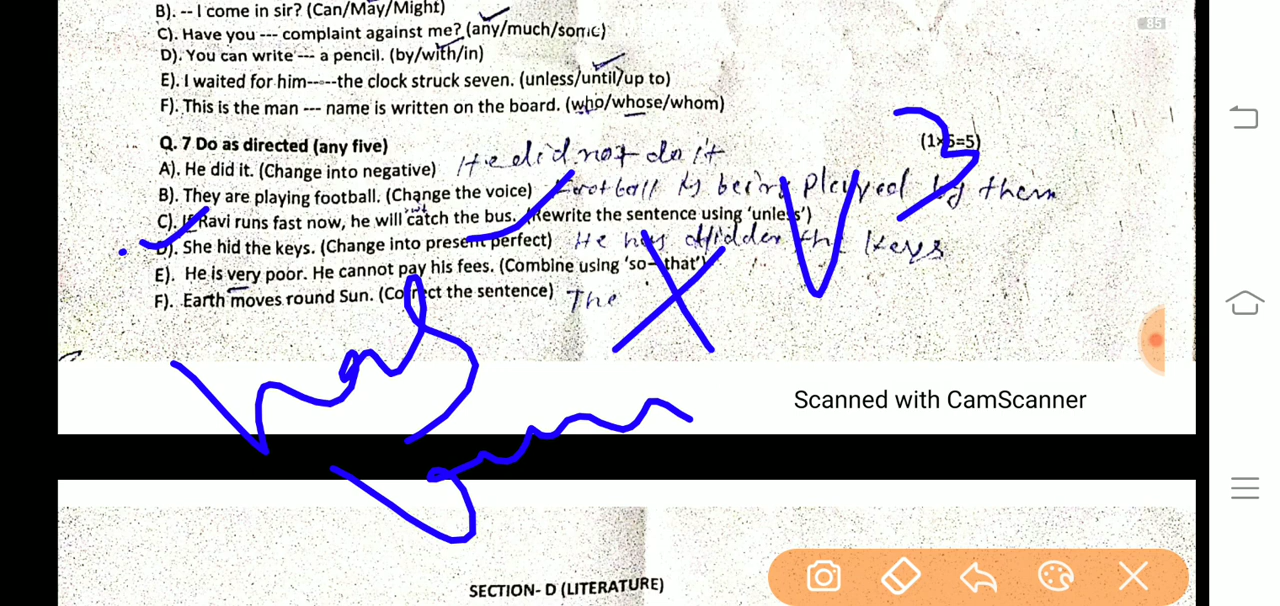 B). -- I come in sir? (Can/May/Might)
85
C). Have you --- complaint against me? (any/much/some)
D). You can write --- a pencil. (by/with/in)
E). I waited for him-----the clock struck seven. (unless/until/up to)
F). This is the man --- name is written on the board. (who/whose/whom)
Q. 7 Do as directed (any five) (1x5=5)
A). He did it. (Change into negative) He did not do it
B). They are playing football. (Change the voice) Football is being played by them
C). If Ravi runs fast now, he will not catch the bus. (Rewrite the sentence using 'unless')
D). She hid the keys. (Change into present perfect) He has Hidden the keys
E). He is very poor. He cannot pay his fees. (Combine using 'so-that')
F). Earth moves round Sun. (Correct the sentence) The
Scanned with CamScanner
SECTION- D (LITERATURE)